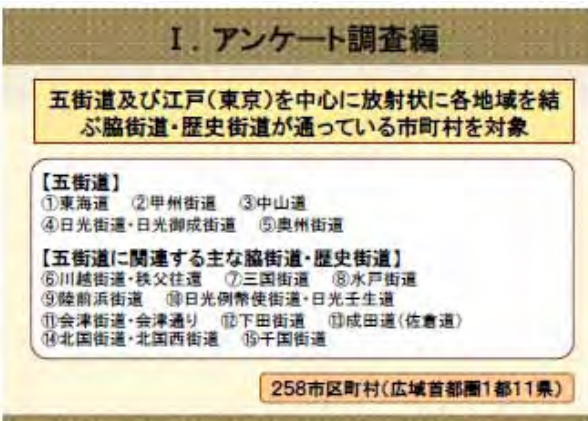 Ⅰ．アンケート調査編
五街道及び江戸（東京）を中心に放射状に各地域を結
ぶ脇街道・歴史街道が通っている市町村を対象
【五街道】
①東海道　②甲州街道　③中山道
④日光街道・日光御成街道　⑤奥州街道
【五街道に関連する主な脇街道・歴史街道】
⑥川越街道・秩父往還　⑦三国街道　⑧水戸街道
⑨陸前浜街道　⑩日光例幣使街道・日光壬生道
⑪会津街道・会津通り　⑫下田街道　⑬成田道（佐倉道）
⑭北国街道・北国西街道　⑮千国街道
258市区町村（広域首都圏1都11県）